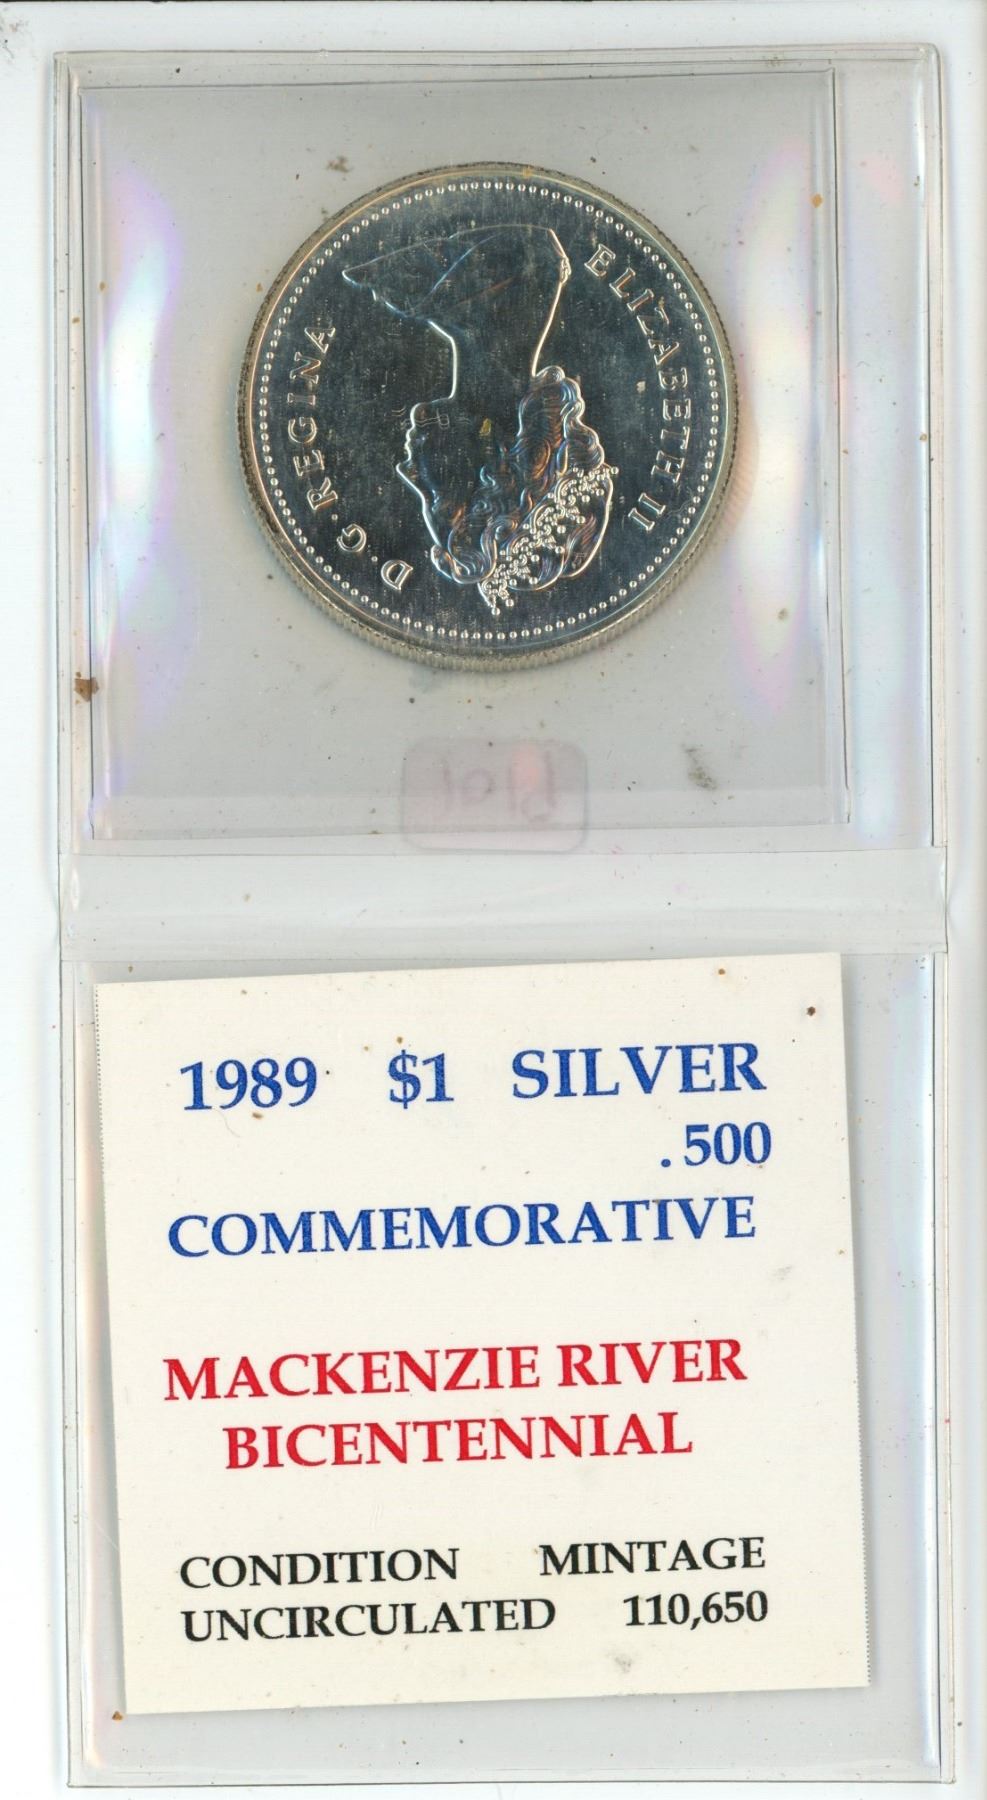 ELIZABETH II
D·G·REGINA
1989 $1 SILVER
.500
COMMEMORATIVE
MACKENZIE RIVER
BICENTENNIAL
CONDITION MINTAGE
UNCIRCULATED 110,650